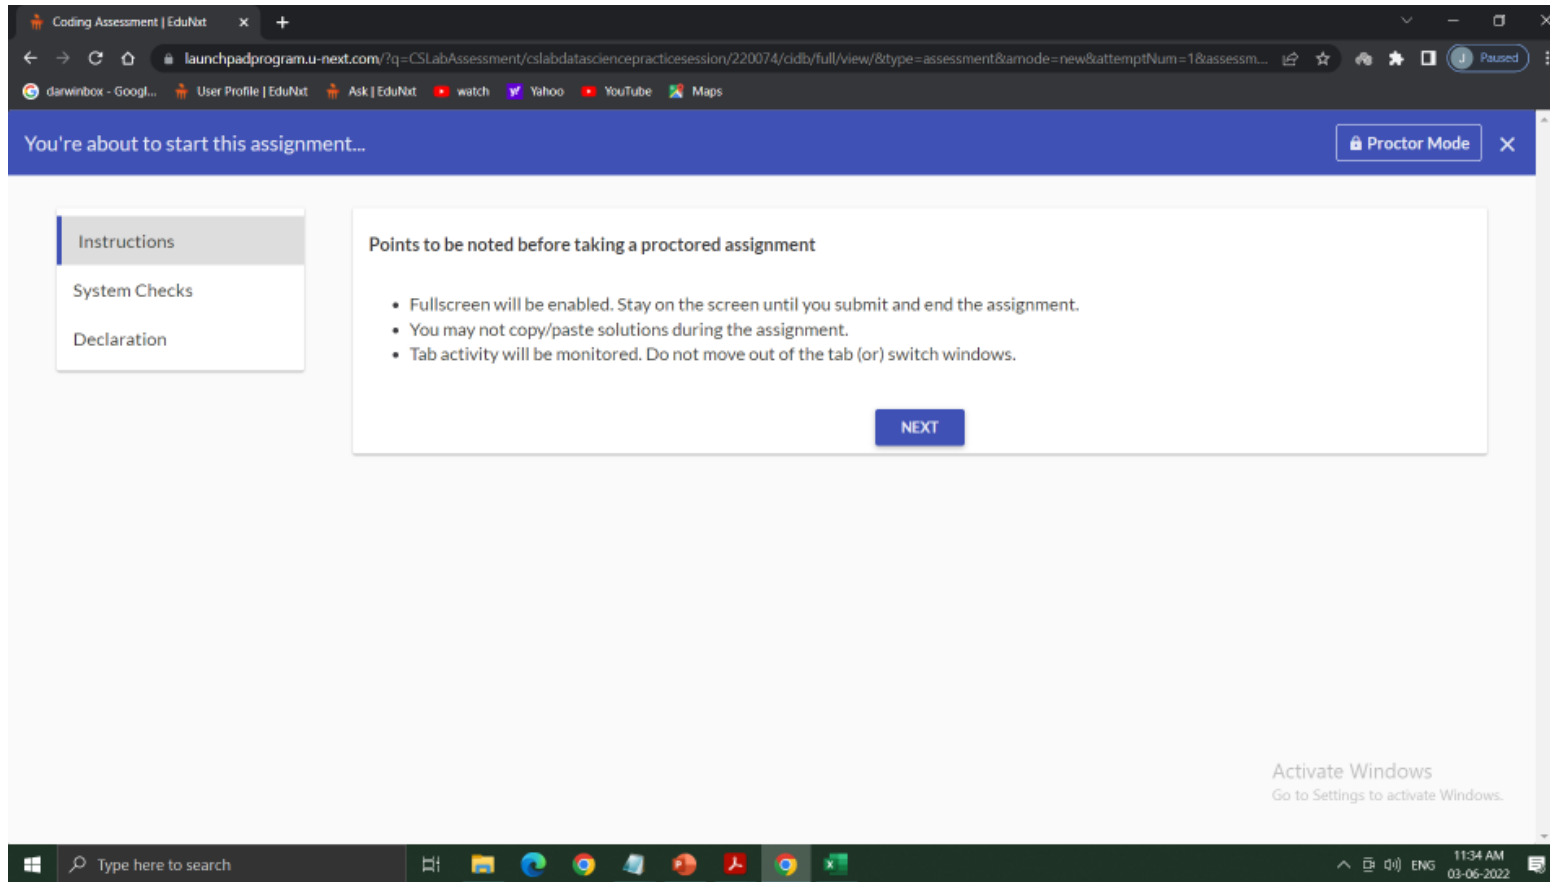 Coding Assessment | EduNxt
launchpadprogram.u-next.com/?q=CSLabAssessment/cslabdatasciencepracticesession/220074/cidb/full/view/&type=assessment&amode=new&attemptNum=1&assessm...
J Paused
darwinbox - Googl... User Profile | EduNxt Ask | EduNxt watch Yahoo YouTube Maps
You're about to start this assignment... Proctor Mode
Instructions
System Checks
Declaration
Points to be noted before taking a proctored assignment
• Fullscreen will be enabled. Stay on the screen until you submit and end the assignment.
• You may not copy/paste solutions during the assignment.
• Tab activity will be monitored. Do not move out of the tab (or) switch windows.
NEXT
Activate Windows
Go to Settings to activate Windows.
Type here to search
ENG
11:34 AM
03-06-2022